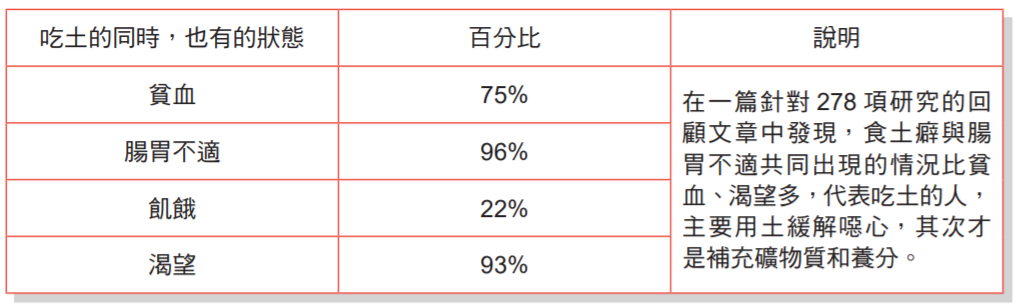 吃土的同時，也有的狀態 百分比 說明
貧血 75%
腸胃不適 96%
飢餓 22%
渴望 93%
在一篇針對 278 項研究的回
顧文章中發現，食土癖與腸
胃不適共同出現的情況比貧
血、渴望多，代表吃土的人，
主要用土緩解噁心，其次才
是補充礦物質和養分。